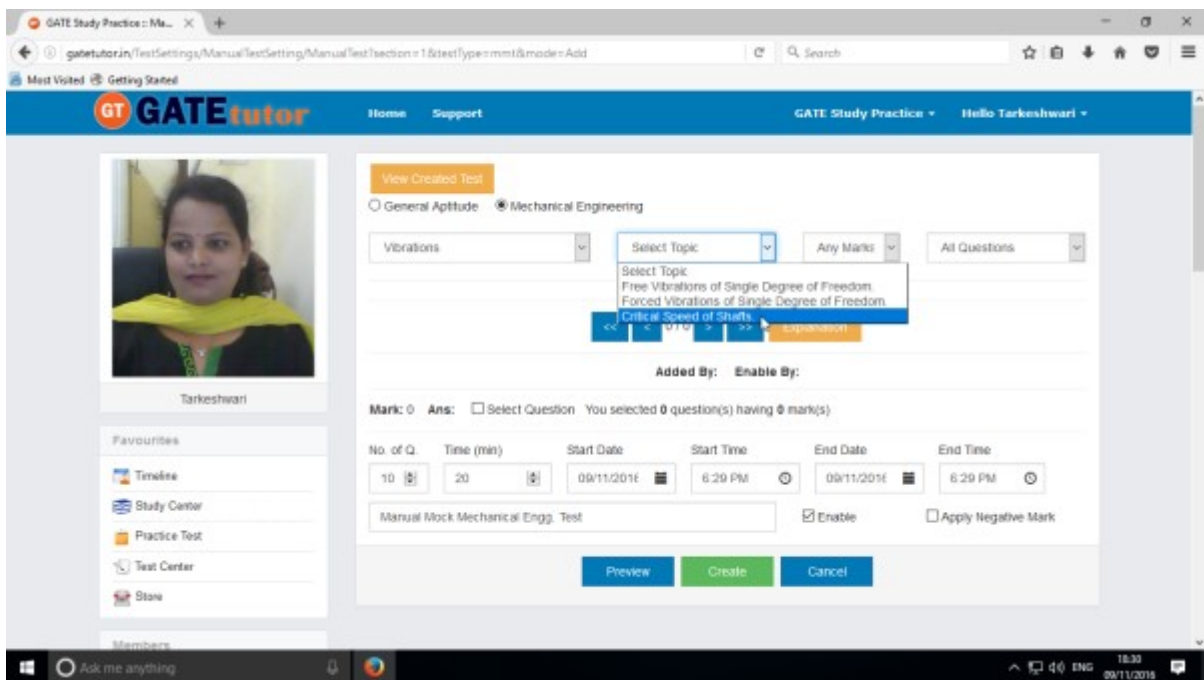 GATE Study Practice :: Ma...
gatetutor.in/TestSettings/ManualTestSetting/ManualTest?section=1&testType=mmt&mode=Add
Search
Most Visited Getting Started
GT GATEtutor Home Support GATE Study Practice Hello Tarkeshwari
View Created Test
General Aptitude Mechanical Engineering
Vibrations Select Topic Any Marks All Questions
Select Topic
Free Vibrations of Single Degree of Freedom.
Forced Vibrations of Single Degree of Freedom.
Critical Speed of Shafts.
<< < 0 / 0 > >> Explanation
Added By: Enable By:
Tarkeshwari
Mark: 0 Ans: Select Question You selected 0 question(s) having 0 mark(s)
Favourites
Timeline
Study Center
Practice Test
Test Center
Store
Members
No. of Q. Time (min) Start Date Start Time End Date End Time
10 20 09/11/2016 6:29 PM 09/11/2016 6:29 PM
Manual Mock Mechanical Engg. Test Enable Apply Negative Mark
Preview Create Cancel
Ask me anything ENG 18:30
09/11/2016